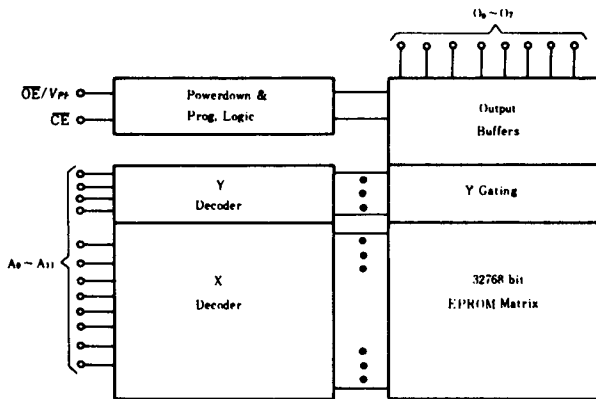 O₀ ~ O₇
OE/VPP
CE
Powerdown &
Prog. Logic
Output
Buffers
Y
Decoder
Y Gating
A₀ ~ A₁₁
X
Decoder
32768 bit
EPROM Matrix